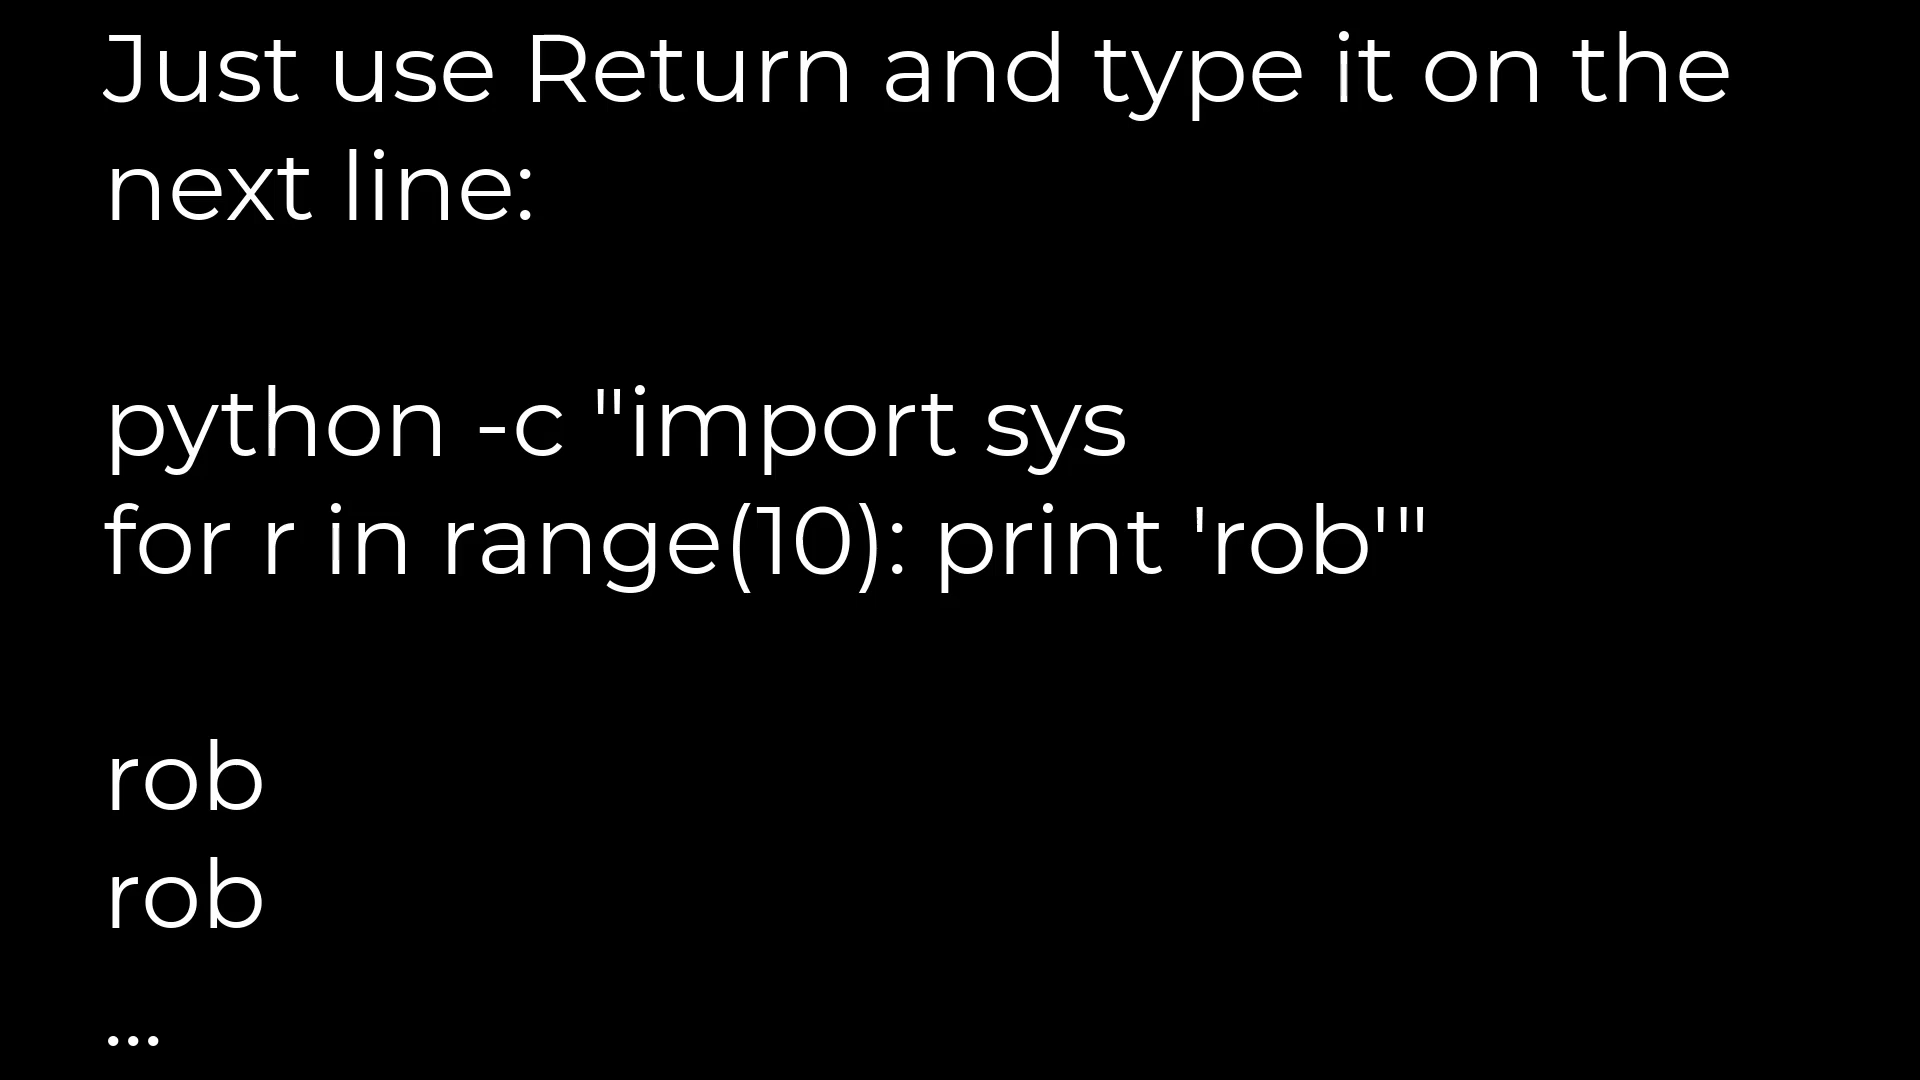 Just use Return and type it on the
next line:
python -c "import sys
for r in range(10): print 'rob'"
rob
rob
...